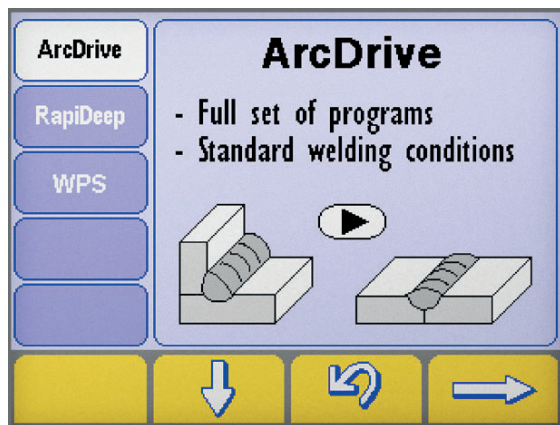 ArcDrive
RapiDeep
WPS
ArcDrive
- Full set of programs
- Standard welding conditions